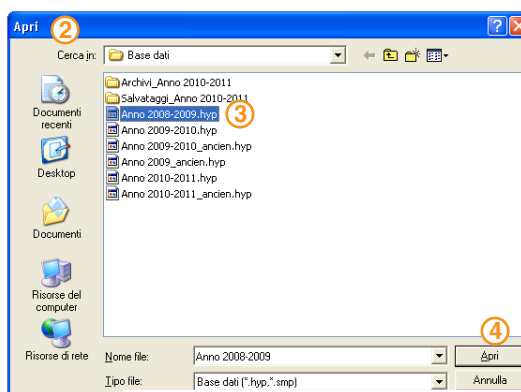 Apri 2
Cerca in: Base dati
Archivi_Anno 2010-2011
Salvataggi_Anno 2010-2011
Anno 2008-2009.hyp 3
Anno 2009-2010.hyp
Anno 2009-2010_ancien.hyp
Anno 2009_ancien.hyp
Anno 2010-2011.hyp
Anno 2010-2011_ancien.hyp
Documenti
recenti
Desktop
Documenti
Risorse del
computer
Risorse di rete
4
Nome file: Anno 2008-2009 Apri
Tipo file: Base dati (*.hyp,*.smp) Annulla